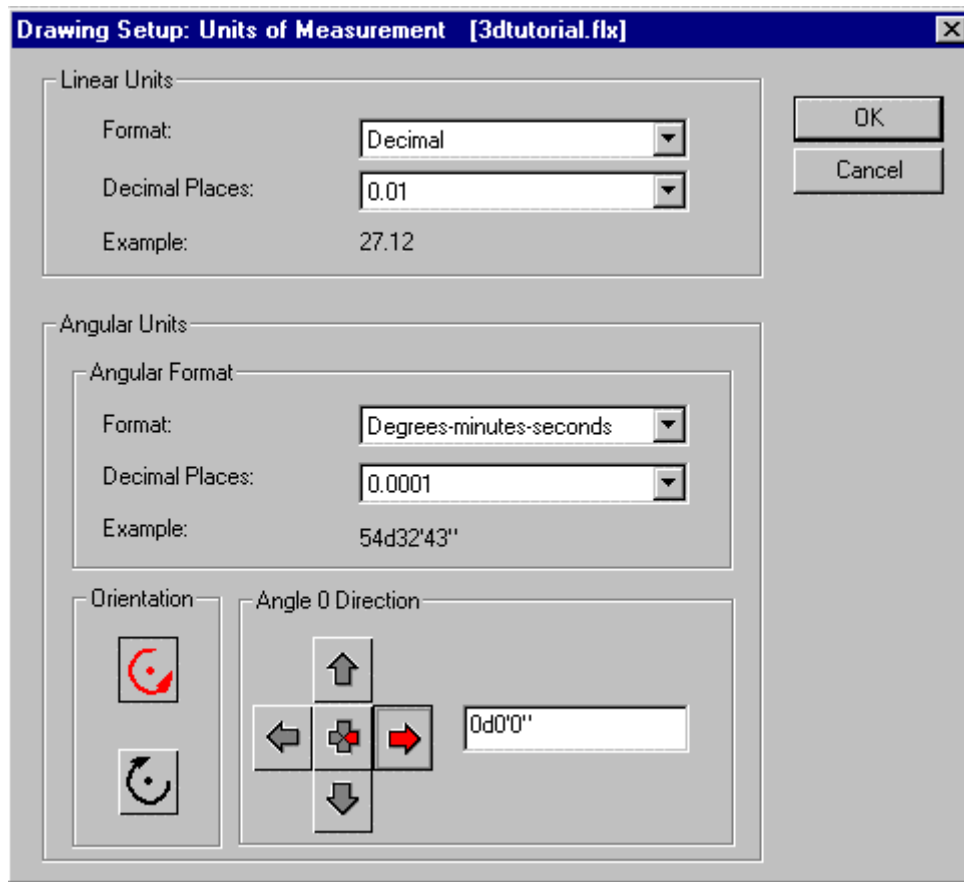 Drawing Setup: Units of Measurement [3dtutorial.flx]
Linear Units
Format: Decimal
Decimal Places: 0.01
Example: 27.12
OK
Cancel
Angular Units
Angular Format
Format: Degrees-minutes-seconds
Decimal Places: 0.0001
Example: 54d32'43"
Orientation
Angle 0 Direction
0d0'0"